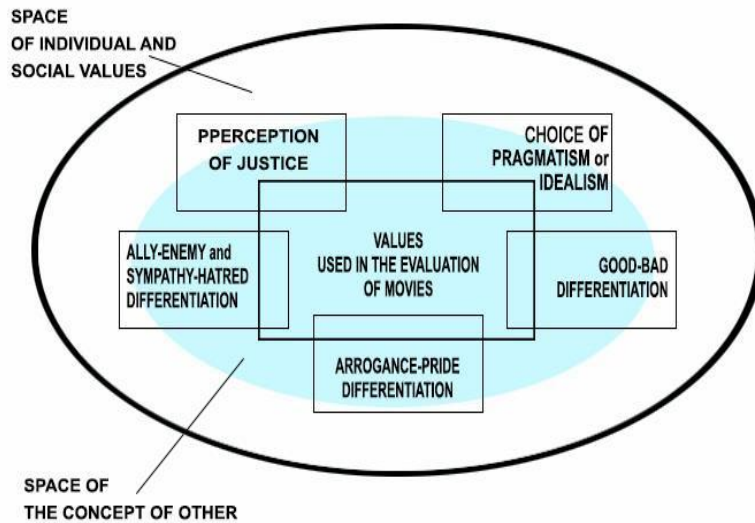 SPACE
OF INDIVIDUAL AND
SOCIAL VALUES
PPERCEPTION
OF JUSTICE
CHOICE OF
PRAGMATISM or
IDEALISM
ALLY-ENEMY and
SYMPATHY-HATRED
DIFFERENTIATION
VALUES
USED IN THE EVALUATION
OF MOVIES
GOOD-BAD
DIFFERENTIATION
ARROGANCE-PRIDE
DIFFERENTIATION
SPACE OF
THE CONCEPT OF OTHER